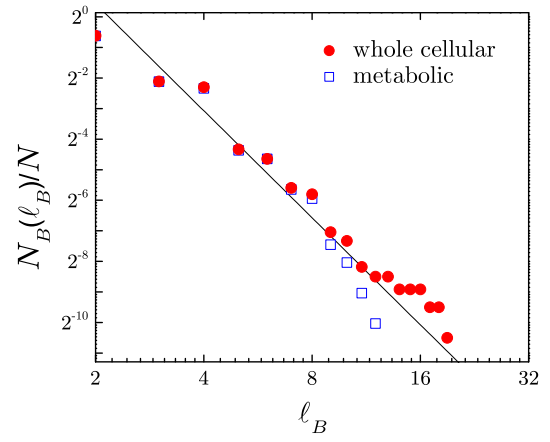 2^0
2^-2
2^-4
2^-6
2^-8
2^-10
N_B(ℓ_B)/N
whole cellular
metabolic
2 4 8 16 32
ℓ_B